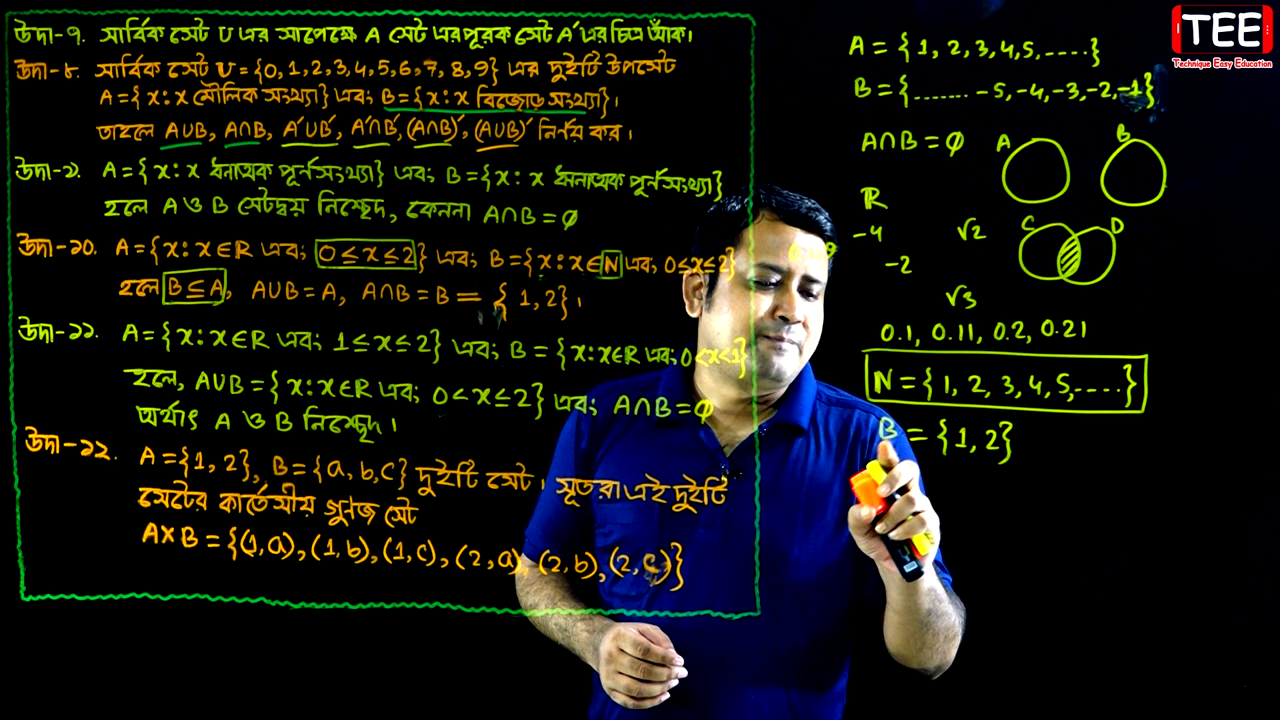 উদা-৭. সার্বিক সেট U এর সাপেক্ষে A সেট এর পূরক সেট A′ এর চিত্র আঁক।
উদা-৮. সার্বিক সেট U = {0, 1, 2, 3, 4, 5, 6, 7, 8, 9} এর দুইটি উপসেট
A = {x : x মৌলিক সংখ্যা} এবং B = {x : x বিজোড় সংখ্যা}।
তাহলে A∪B, A∩B, A′∪B′, A′∩B′, (A∩B)′, (A∪B)′ নির্ণয় কর।
উদা-৯. A = {x : x ধনাত্মক পূর্ণসংখ্যা} এবং B = {x : x ঋনাত্মক পূর্ণসংখ্যা}
হলে A ও B সেটদ্বয় নিশ্ছেদ, কেননা A∩B = φ
উদা-১০. A = {x : x∈R এবং 0≤x≤2} এবং B = {x : x∈N এবং 0≤x≤2}
হলে B⊆A, A∪B = A, A∩B = B = {1, 2}।
উদা-১১. A = {x : x∈R এবং 1≤x≤2} এবং B = {x : x∈R এবং 0<x<1}
হলে, A∪B = {x : x∈R এবং 0<x≤2} এবং A∩B = φ
অর্থাৎ A ও B নিশ্ছেদ।
উদা-১২. A = {1, 2}, B = {a, b, c} দুইটি সেট। সুতরাং এই দুইটি
সেটের কার্তেসীয় গুণজ সেট
A×B = {(1, a), (1, b), (1, c), (2, a), (2, b), (2, c)}
TEE
Technique Easy Education
A = {1, 2, 3, 4, 5, .....}
B = {....... -5, -4, -3, -2, -1}
A∩B = φ
A B
R
C D
-4 √2
-2
√3
0.1, 0.11, 0.2, 0.21
N = {1, 2, 3, 4, 5, .....}
B = {1, 2}